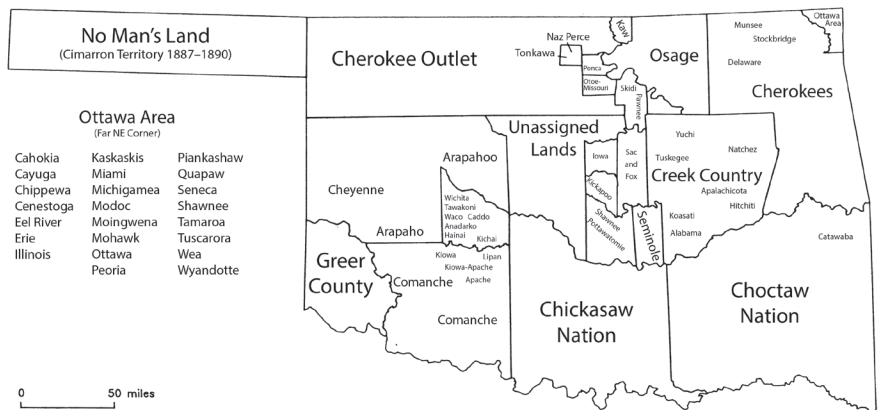 No Man's Land
(Cimarron Territory 1887–1890)
Cherokee Outlet
Naz Perce
Tonkawa
Kaw
Ponca
Otoe-
Missouri
Skidi
Pawnee
Osage
Munsee
Stockbridge
Delaware
Cherokees
Ottawa
Area
Ottawa Area
(Far NE Corner)
Cahokia
Cayuga
Chippewa
Cenestoga
Eel River
Erie
Illinois
Kaskaskis
Miami
Michigamea
Modoc
Moingwena
Mohawk
Ottawa
Peoria
Piankashaw
Quapaw
Seneca
Shawnee
Tamaroa
Tuscarora
Wea
Wyandotte
Arapahoo
Cheyenne
Arapaho
Wichita
Tawakoni
Waco Caddo
Anadarko
Hainai
Kichai
Unassigned
Lands
Iowa
Kickapoo
Sac
and
Fox
Shawnee
Pottawatomie
Seminole
Yuchi
Natchez
Tuskegee
Creek Country
Apalachicota
Hitchiti
Koasati
Alabama
Catawaba
Greer
County
Kiowa
Lipan
Kiowa-Apache
Comanche
Apache
Comanche
Chickasaw
Nation
Choctaw
Nation
0 50 miles